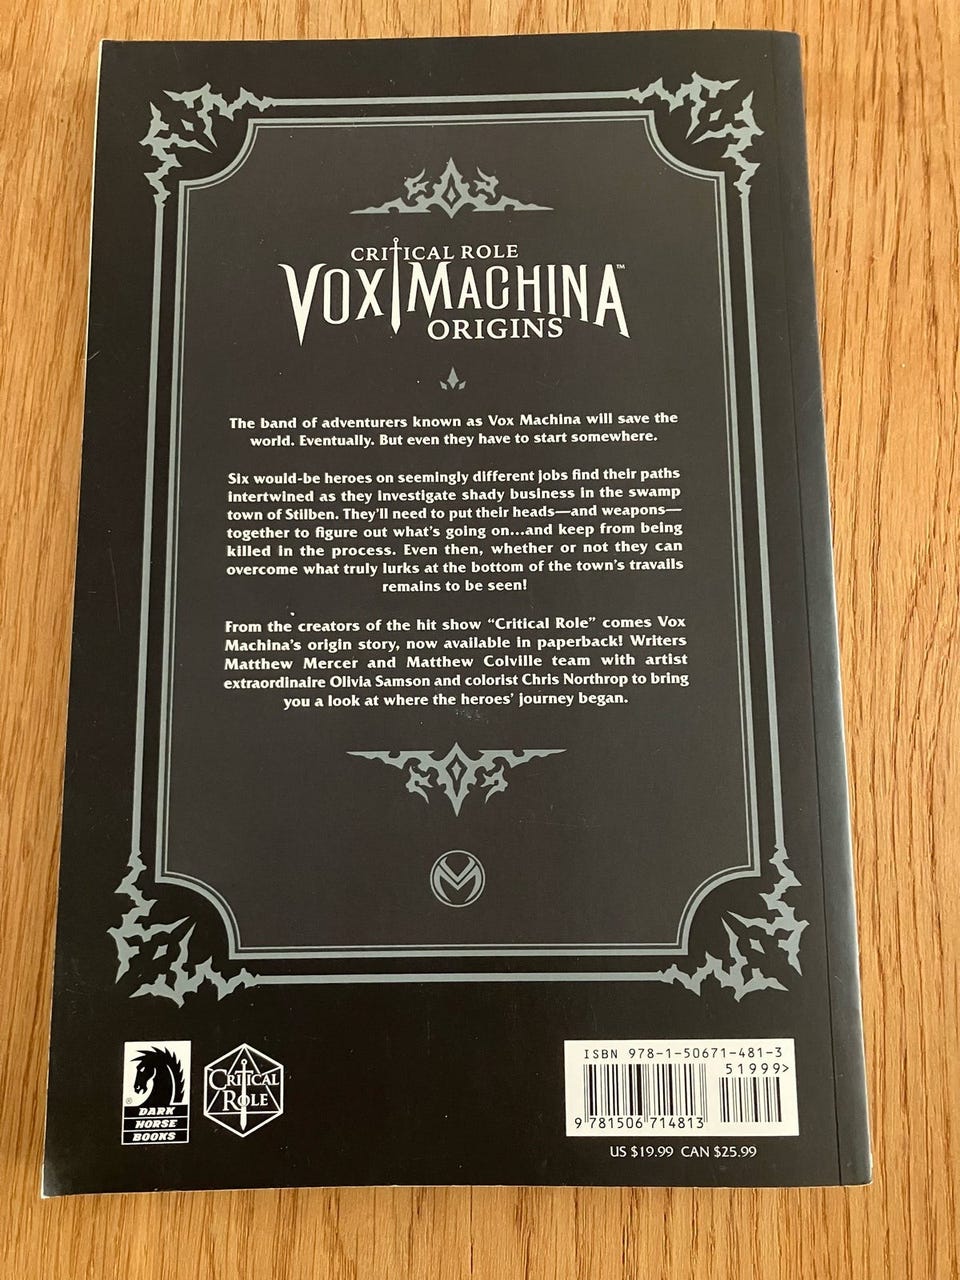 CRITICAL ROLE
VOX MACHINA™
ORIGINS
The band of adventurers known as Vox Machina will save the
world. Eventually. But even they have to start somewhere.
Six would-be heroes on seemingly different jobs find their paths
intertwined as they investigate shady business in the swamp
town of Stilben. They'll need to put their heads—and weapons—
together to figure out what's going on...and keep from being
killed in the process. Even then, whether or not they can
overcome what truly lurks at the bottom of the town's travails
remains to be seen!
From the creators of the hit show "Critical Role" comes Vox
Machina's origin story, now available in paperback! Writers
Matthew Mercer and Matthew Colville team with artist
extraordinaire Olivia Samson and colorist Chris Northrop to bring
you a look at where the heroes' journey began.
®
DARK
HORSE
BOOKS
CRITICAL
ROLE
ISBN 978-1-50671-481-3
51999>
9 781506 714813
US $19.99 CAN $25.99